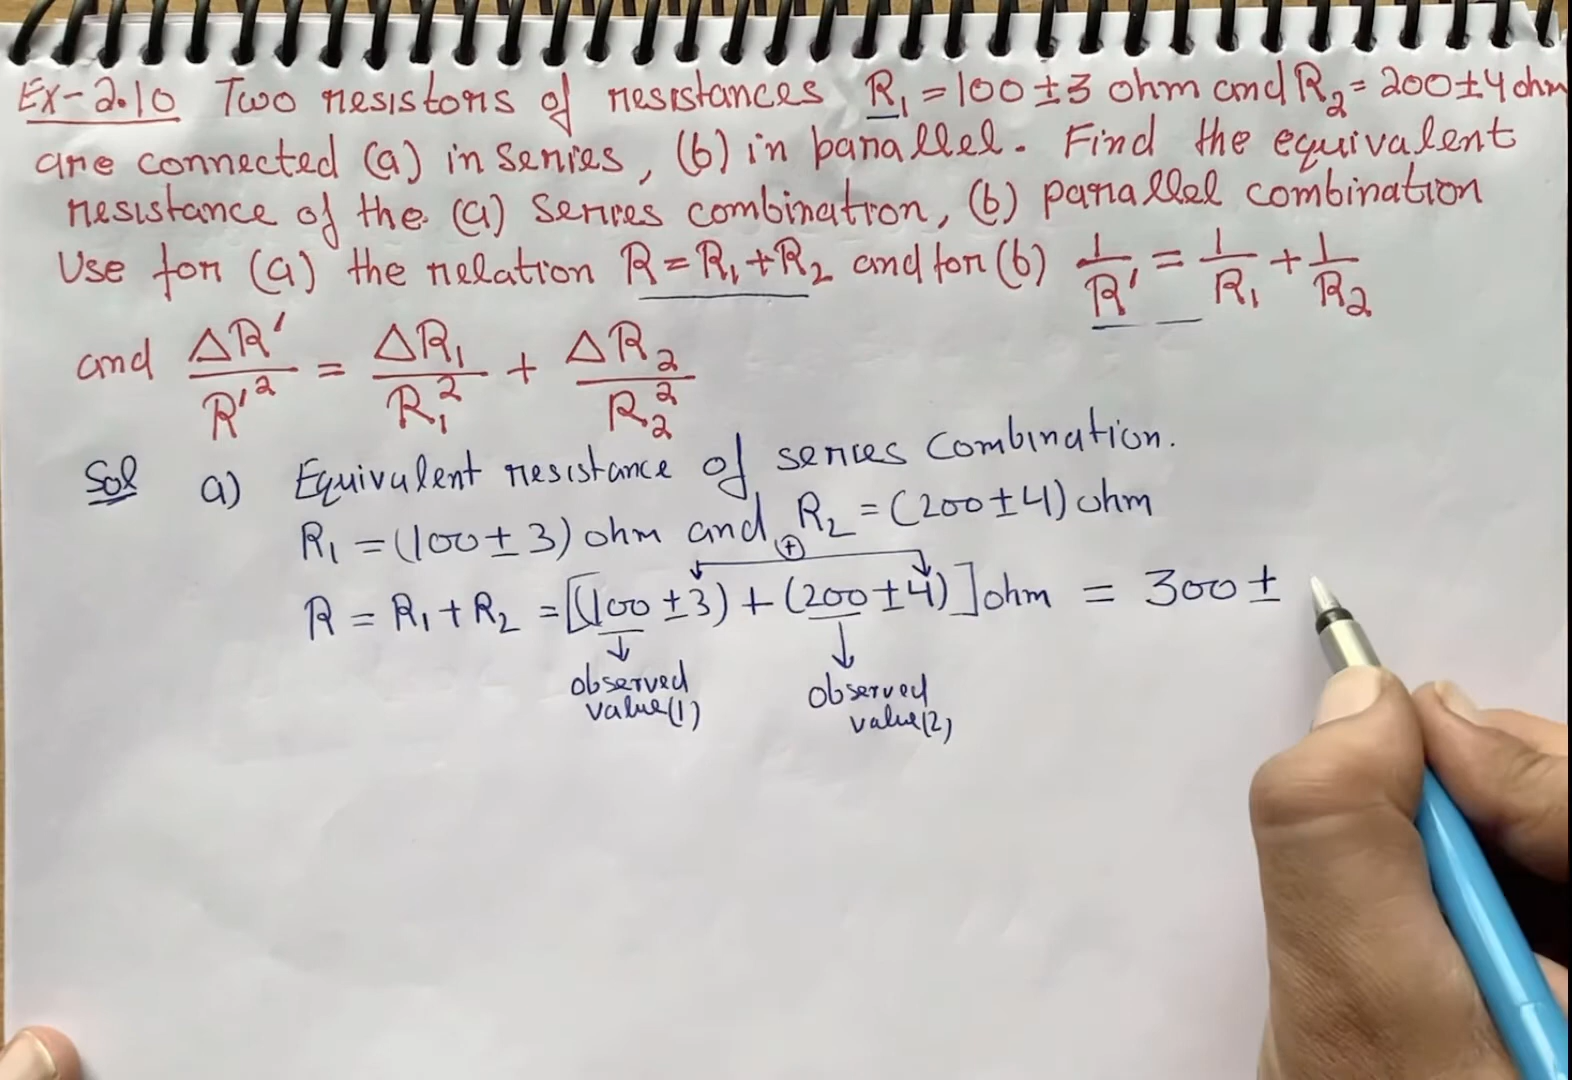 Ex-2.10 Two resistors of resistances R₁ = 100 ± 3 ohm and R₂ = 200 ± 4 ohm
are connected (a) in series, (b) in parallel. Find the equivalent
resistance of the (a) series combination, (b) parallel combination
Use for (a) the relation R = R₁ + R₂ and for (b) 1/R' = 1/R₁ + 1/R₂
and ΔR'/R'² = ΔR₁/R₁² + ΔR₂/R₂²
Sol a) Equivalent resistance of series combination.
R₁ = (100 ± 3) ohm and R₂ = (200 ± 4) ohm
+
R = R₁ + R₂ = [(100 ± 3) + (200 ± 4)] ohm = 300 ±
observed value(1)
observed value(2)